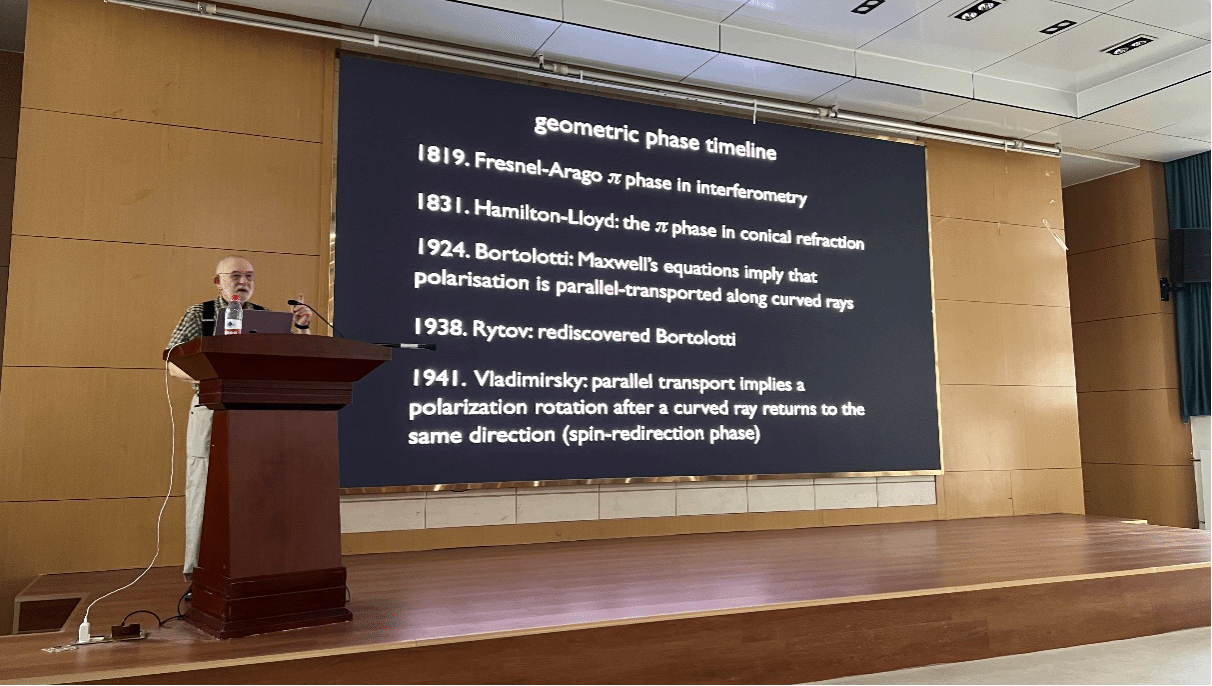 geometric phase timeline
1819. Fresnel-Arago π phase in interferometry
1831. Hamilton-Lloyd: the π phase in conical refraction
1924. Bortolotti: Maxwell's equations imply that
polarisation is parallel-transported along curved rays
1938. Rytov: rediscovered Bortolotti
1941. Vladimirsky: parallel transport implies a
polarization rotation after a curved ray returns to the
same direction (spin-redirection phase)